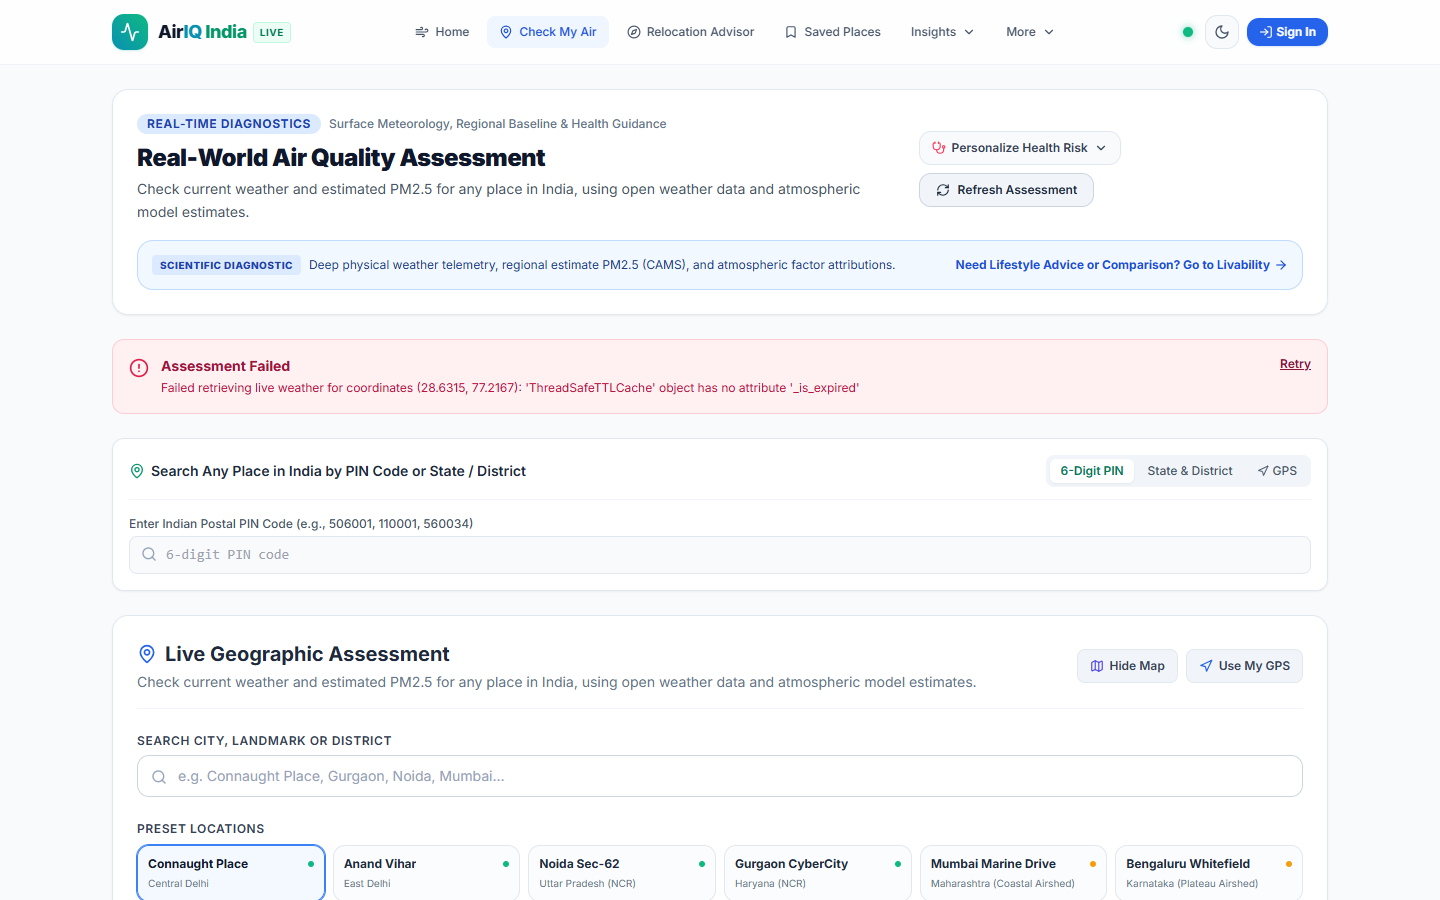 AirIQ India LIVE
Home
Check My Air
Relocation Advisor
Saved Places
Insights
More
Sign In
REAL-TIME DIAGNOSTICS Surface Meteorology, Regional Baseline & Health Guidance
Real-World Air Quality Assessment
Check current weather and estimated PM2.5 for any place in India, using open weather data and atmospheric
model estimates.
Personalize Health Risk
Refresh Assessment
SCIENTIFIC DIAGNOSTIC Deep physical weather telemetry, regional estimate PM2.5 (CAMS), and atmospheric factor attributions.
Need Lifestyle Advice or Comparison? Go to Livability →
Assessment Failed
Failed retrieving live weather for coordinates (28.6315, 77.2167): 'ThreadSafeTTLCache' object has no attribute '_is_expired'
Retry
Search Any Place in India by PIN Code or State / District
6-Digit PIN
State & District
GPS
Enter Indian Postal PIN Code (e.g., 506001, 110001, 560034)
6-digit PIN code
Live Geographic Assessment
Check current weather and estimated PM2.5 for any place in India, using open weather data and atmospheric model estimates.
Hide Map
Use My GPS
SEARCH CITY, LANDMARK OR DISTRICT
e.g. Connaught Place, Gurgaon, Noida, Mumbai...
PRESET LOCATIONS
Connaught Place
Central Delhi
Anand Vihar
East Delhi
Noida Sec-62
Uttar Pradesh (NCR)
Gurgaon CyberCity
Haryana (NCR)
Mumbai Marine Drive
Maharashtra (Coastal Airshed)
Bengaluru Whitefield
Karnataka (Plateau Airshed)